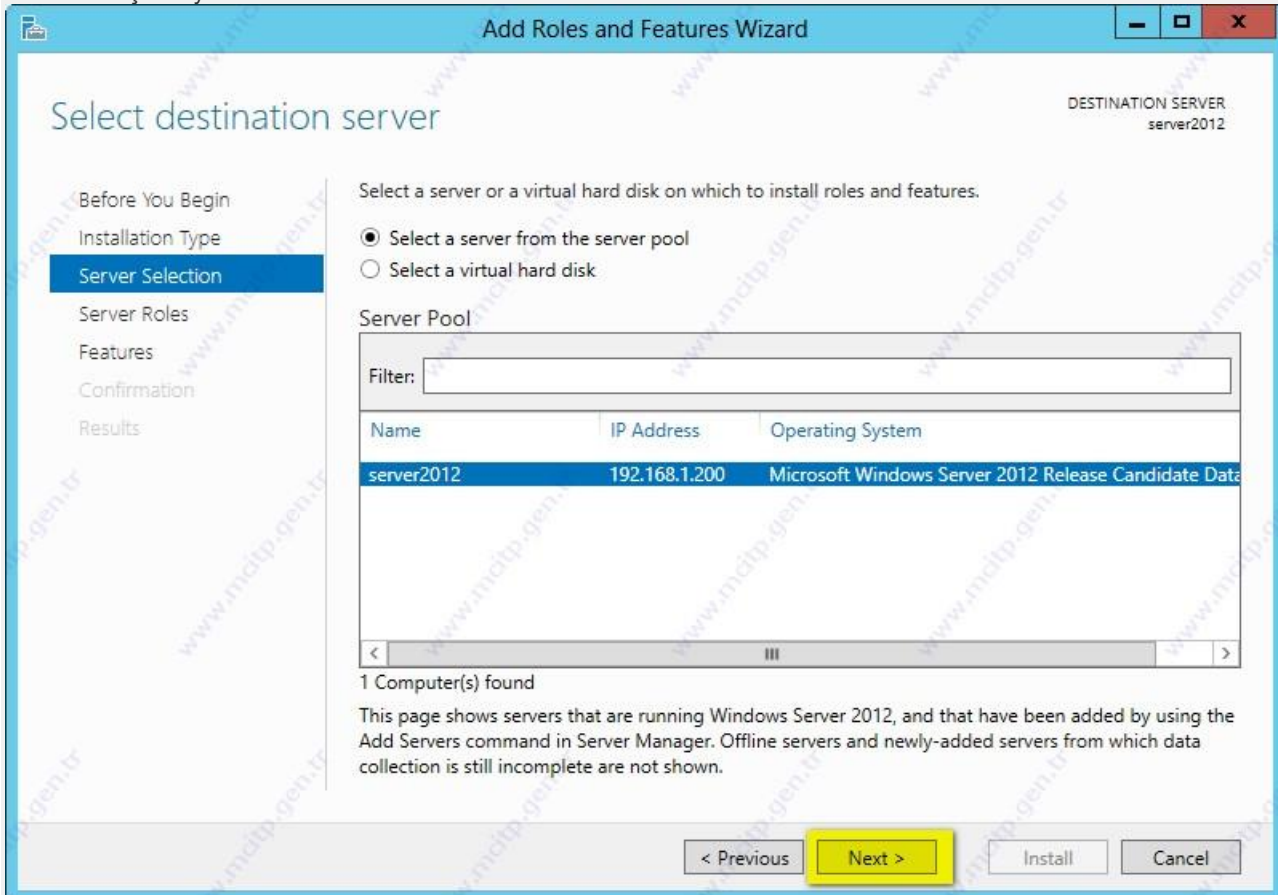 Add Roles and Features Wizard
Select destination server
DESTINATION SERVER
server2012
Before You Begin
Installation Type
Server Selection
Server Roles
Features
Confirmation
Results
Select a server or a virtual hard disk on which to install roles and features.
Select a server from the server pool
Select a virtual hard disk
Server Pool
Filter:
Name IP Address Operating System
server2012 192.168.1.200 Microsoft Windows Server 2012 Release Candidate Data
1 Computer(s) found
This page shows servers that are running Windows Server 2012, and that have been added by using the
Add Servers command in Server Manager. Offline servers and newly-added servers from which data
collection is still incomplete are not shown.
< Previous Next > Install Cancel
www.mcitp.gen.tr